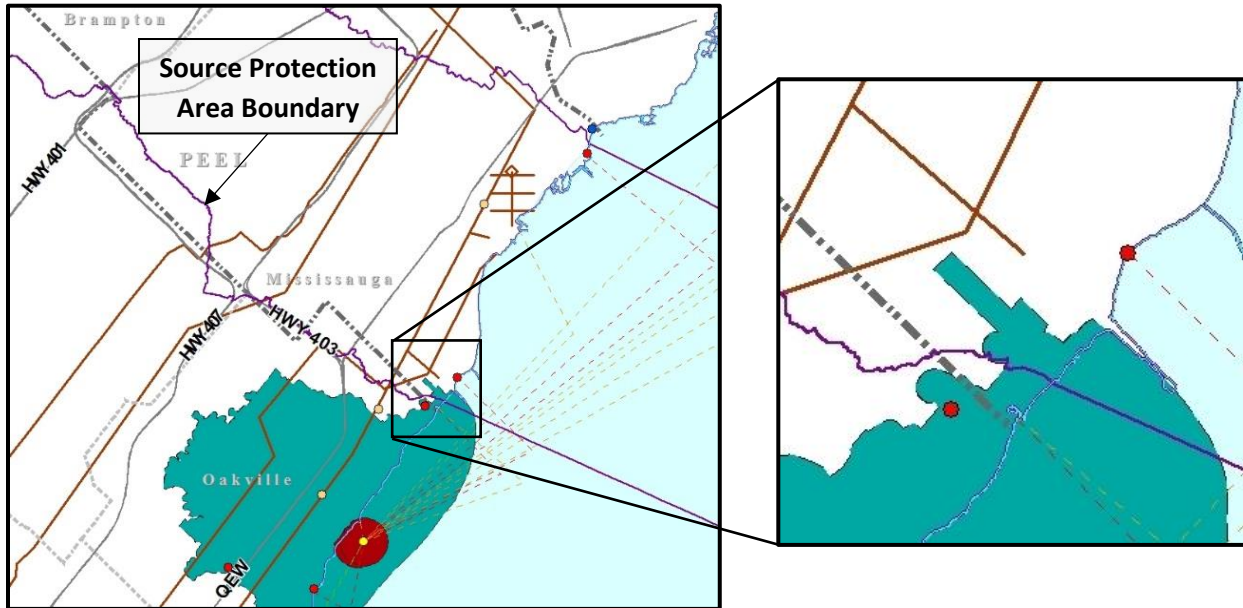 Brampton
Source Protection
Area Boundary
HWY 401
PEEL
Mississauga
HWY 403
HWY 407
Oakville
QEW